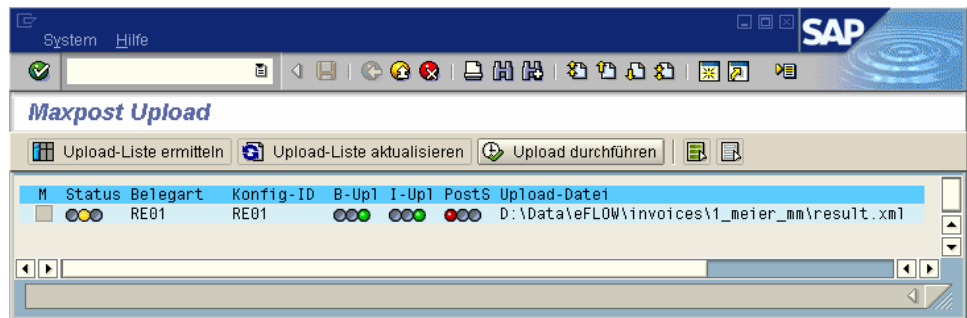 System Hilfe
SAP
Maxpost Upload
Upload-Liste ermitteln Upload-Liste aktualisieren Upload durchführen
M Status Belegart Konfig-ID B-Upl I-Upl PostS Upload-Datei
RE01 RE01 D:\Data\eFLOW\invoices\1_meier_mm\result.xml